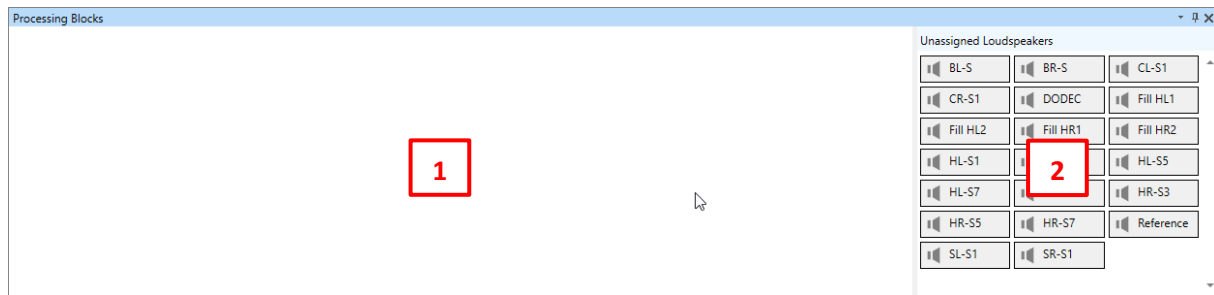 Processing Blocks
Unassigned Loudspeakers
BL-S BR-S CL-S1
CR-S1 DODEC Fill HL1
Fill HL2 Fill HR1 Fill HR2
1 HL-S1 2 HL-S5
HL-S7 HR-S3
HR-S5 HR-S7 Reference
SL-S1 SR-S1